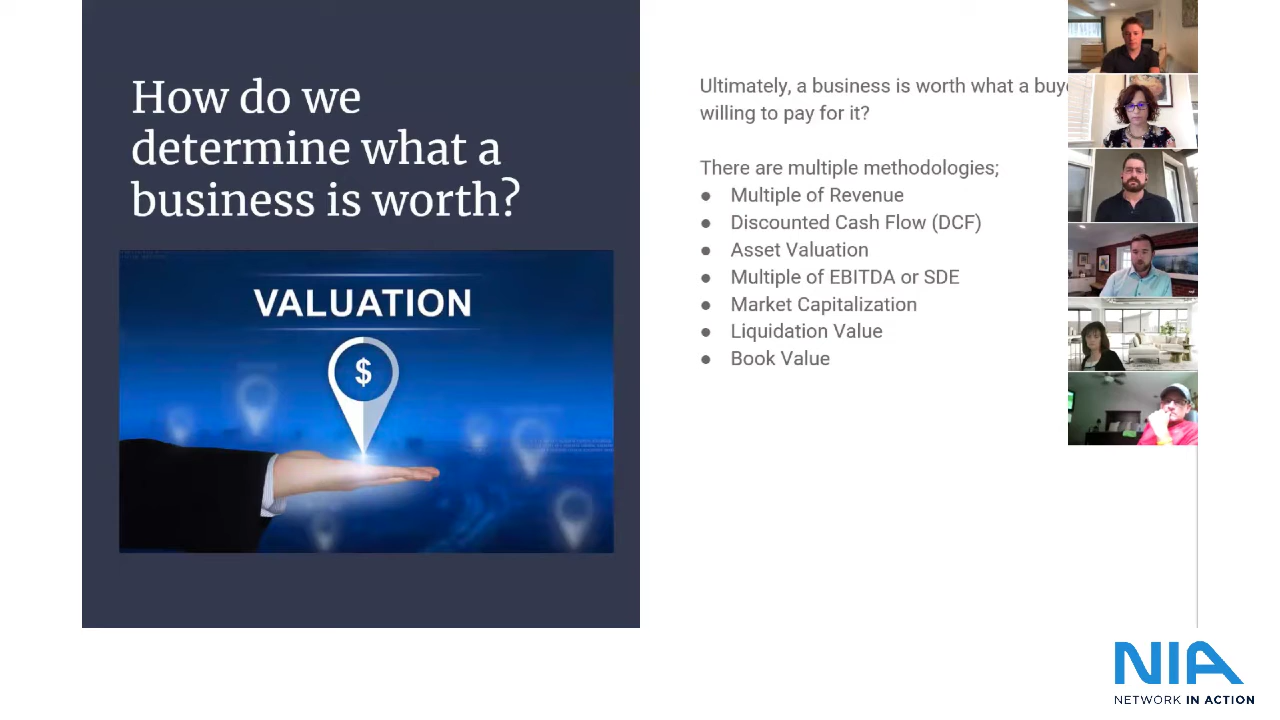 How do we
determine what a
business is worth?
VALUATION
$
Ultimately, a business is worth what a
willing to pay for it?
There are multiple methodologies;
● Multiple of Revenue
● Discounted Cash Flow (DCF)
● Asset Valuation
● Multiple of EBITDA or SDE
● Market Capitalization
● Liquidation Value
● Book Value
NIA
NETWORK IN ACTION